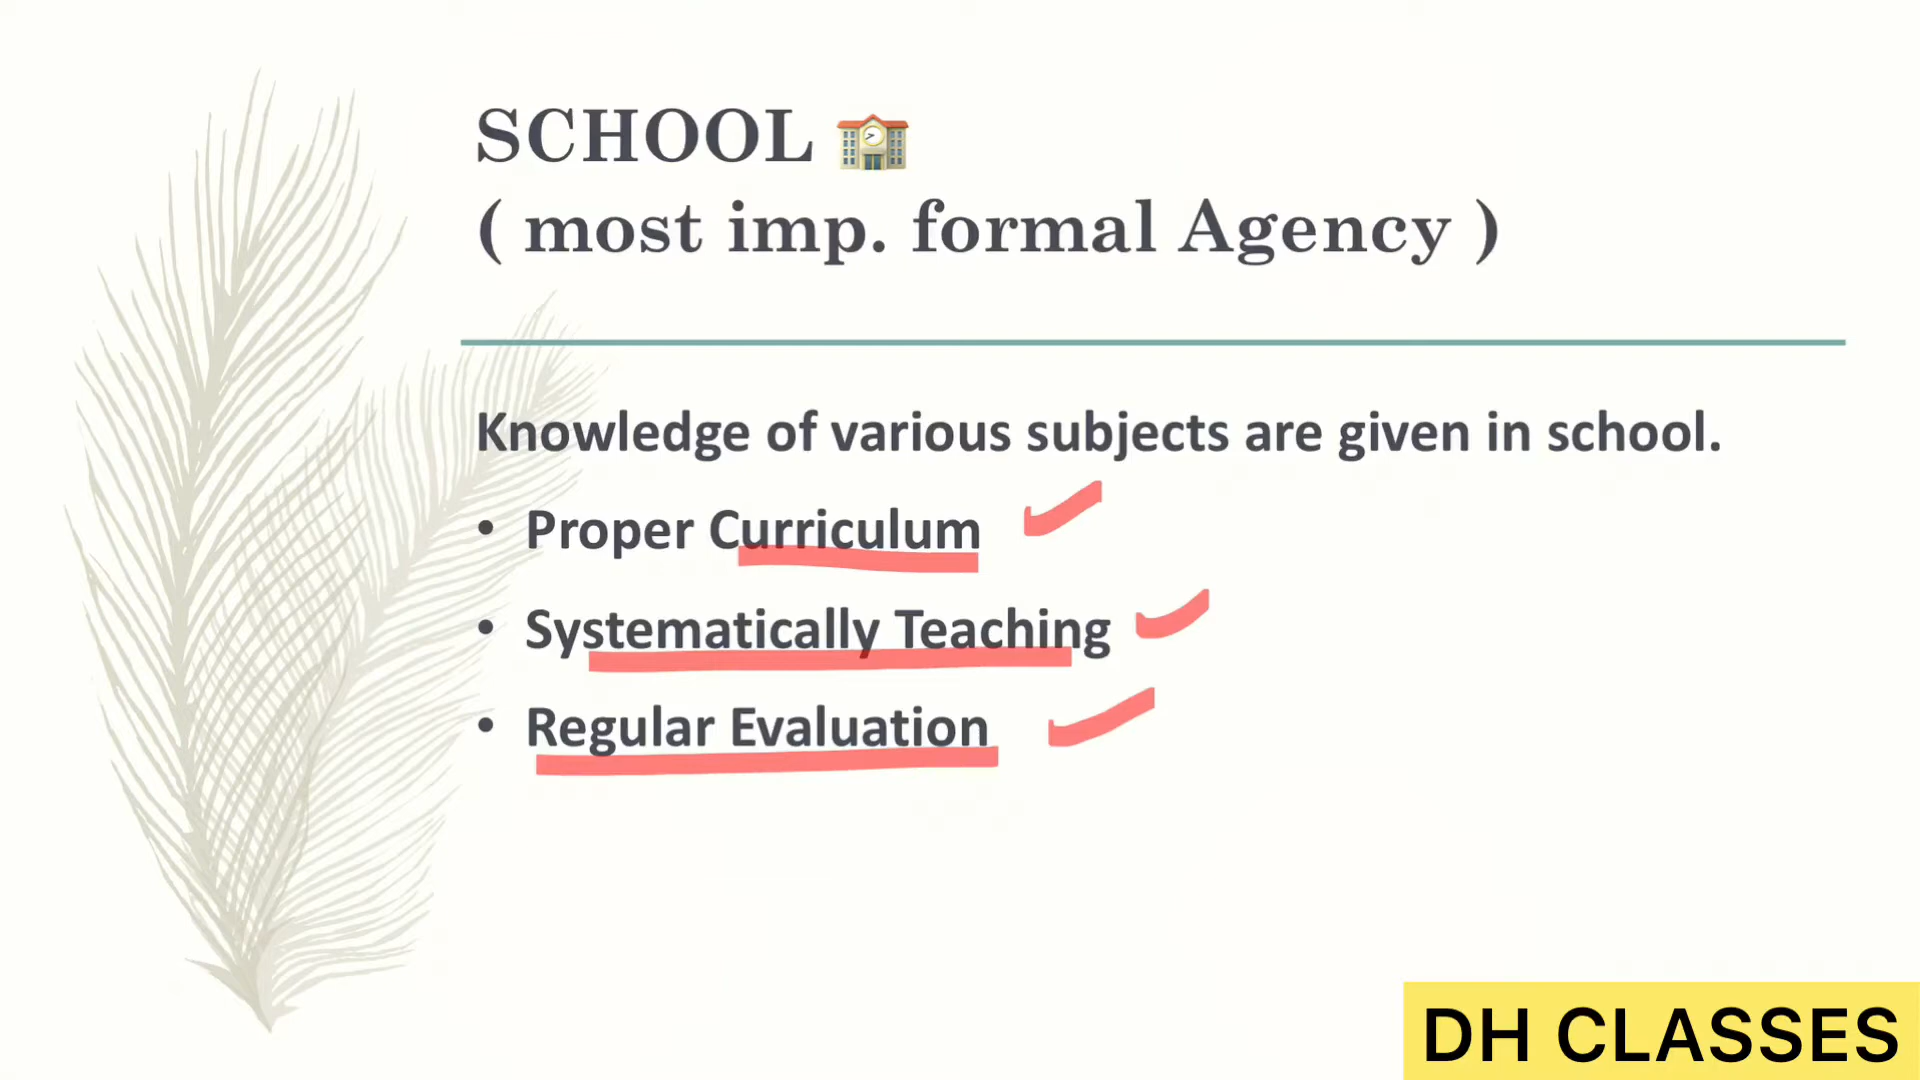 SCHOOL 🏫
( most imp. formal Agency )
Knowledge of various subjects are given in school.
• Proper Curriculum
• Systematically Teaching
• Regular Evaluation
DH CLASSES